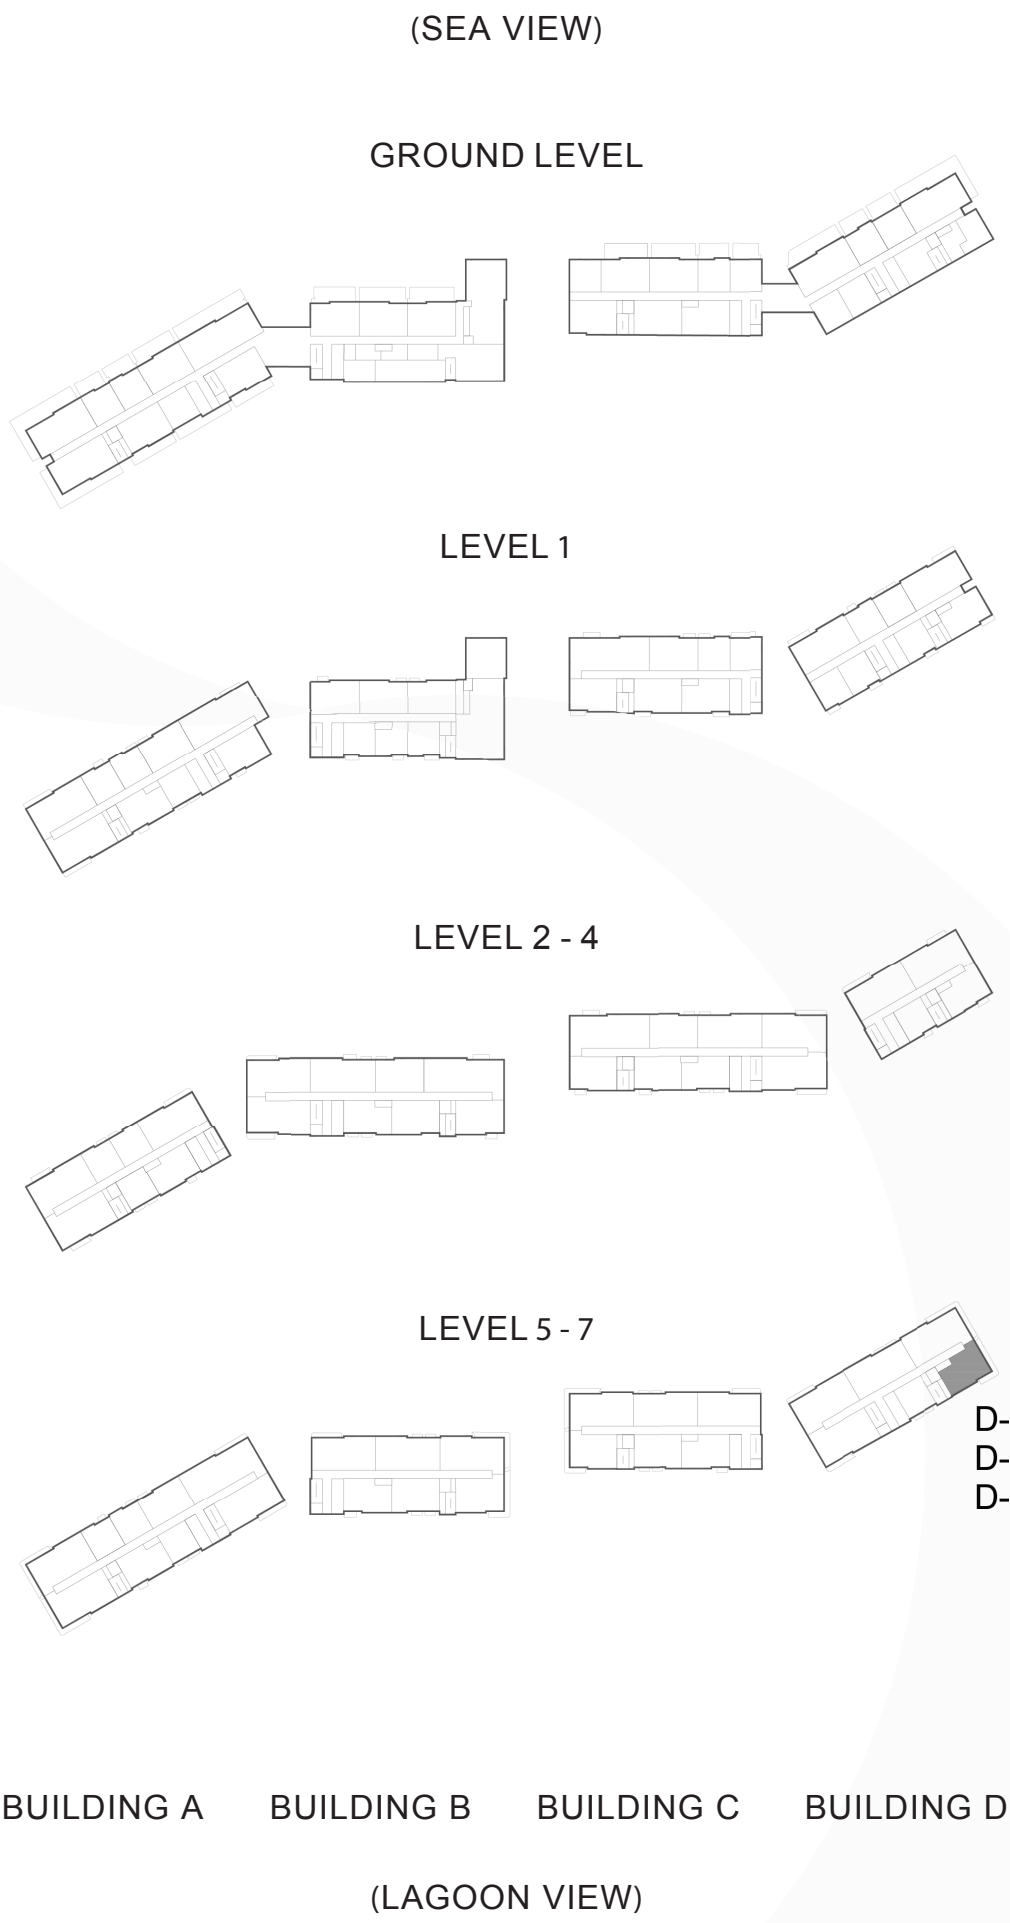 (SEA VIEW)
GROUND LEVEL
LEVEL 1
LEVEL 2 - 4
LEVEL 5 - 7
D-
D-
D-
BUILDING A BUILDING B BUILDING C BUILDING D
(LAGOON VIEW)